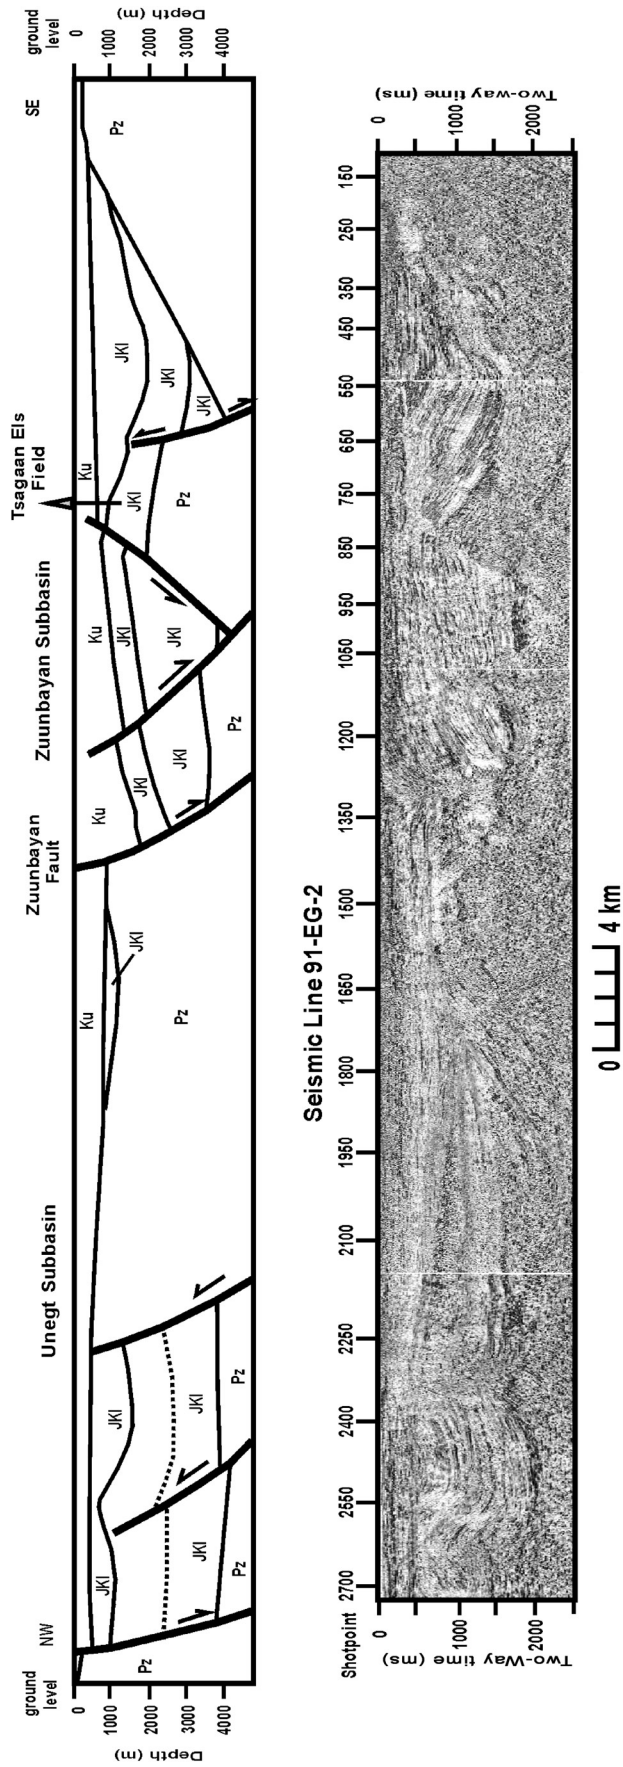 Unegt Subbasin
Zuunbayan
Fault
Zuunbayan Subbasin
Tsagaan Els
Field
ground
level
NW
SE
ground
level
Depth (m)
0
1000
2000
3000
4000
Pz
JKl
JKl
Pz
JKl
JKl
Pz
Ku
JKl
Pz
Ku
JKl
JKl
Pz
Ku
JKl
JKl
Ku
JKl
Pz
JKl
JKl
JKl
Pz
0
1000
2000
3000
4000
Depth (m)
Seismic Line 91-EG-2
Shotpoint
2700 2650 2400 2250 2100 1950 1800 1650 1500 1350 1200 1050 950 850 750 650 550 450 350 250 150
Two-Way time (ms)
0
1000
2000
0
1000
2000
Two-way time (ms)
0 4 km